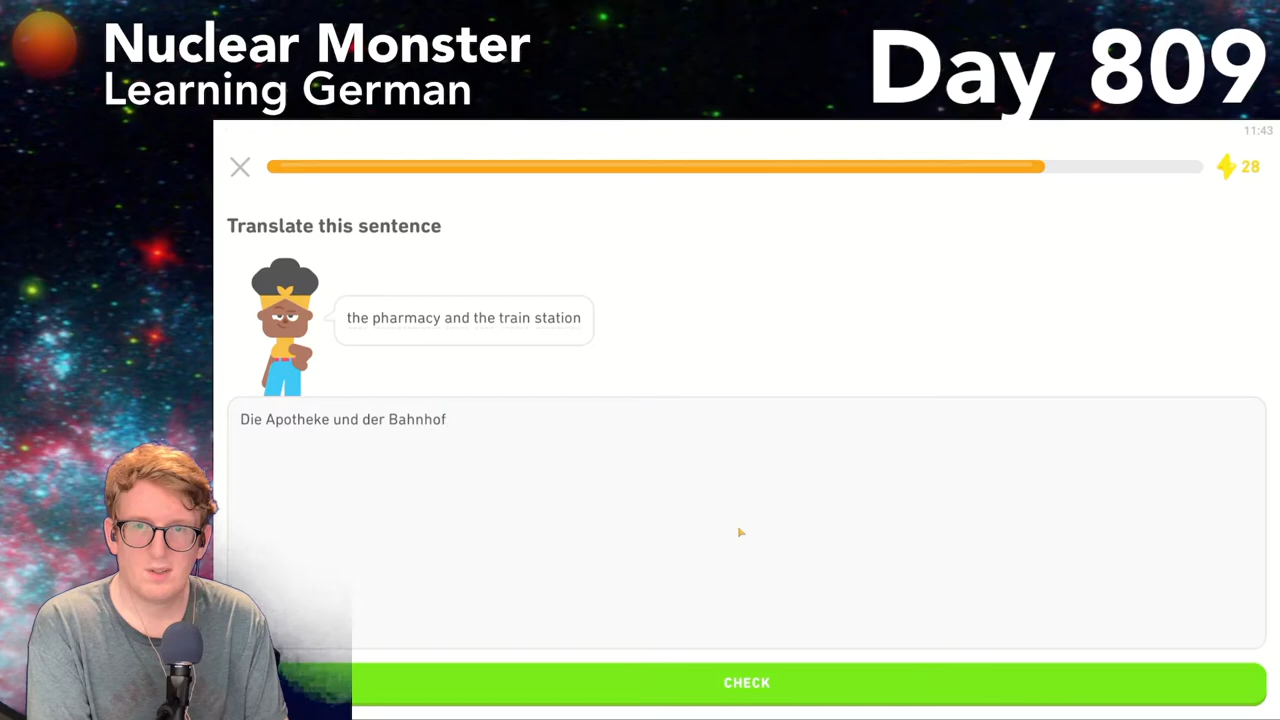 Nuclear Monster
Learning German
Day 809
11:43
28
Translate this sentence
the pharmacy and the train station
Die Apotheke und der Bahnhof
CHECK